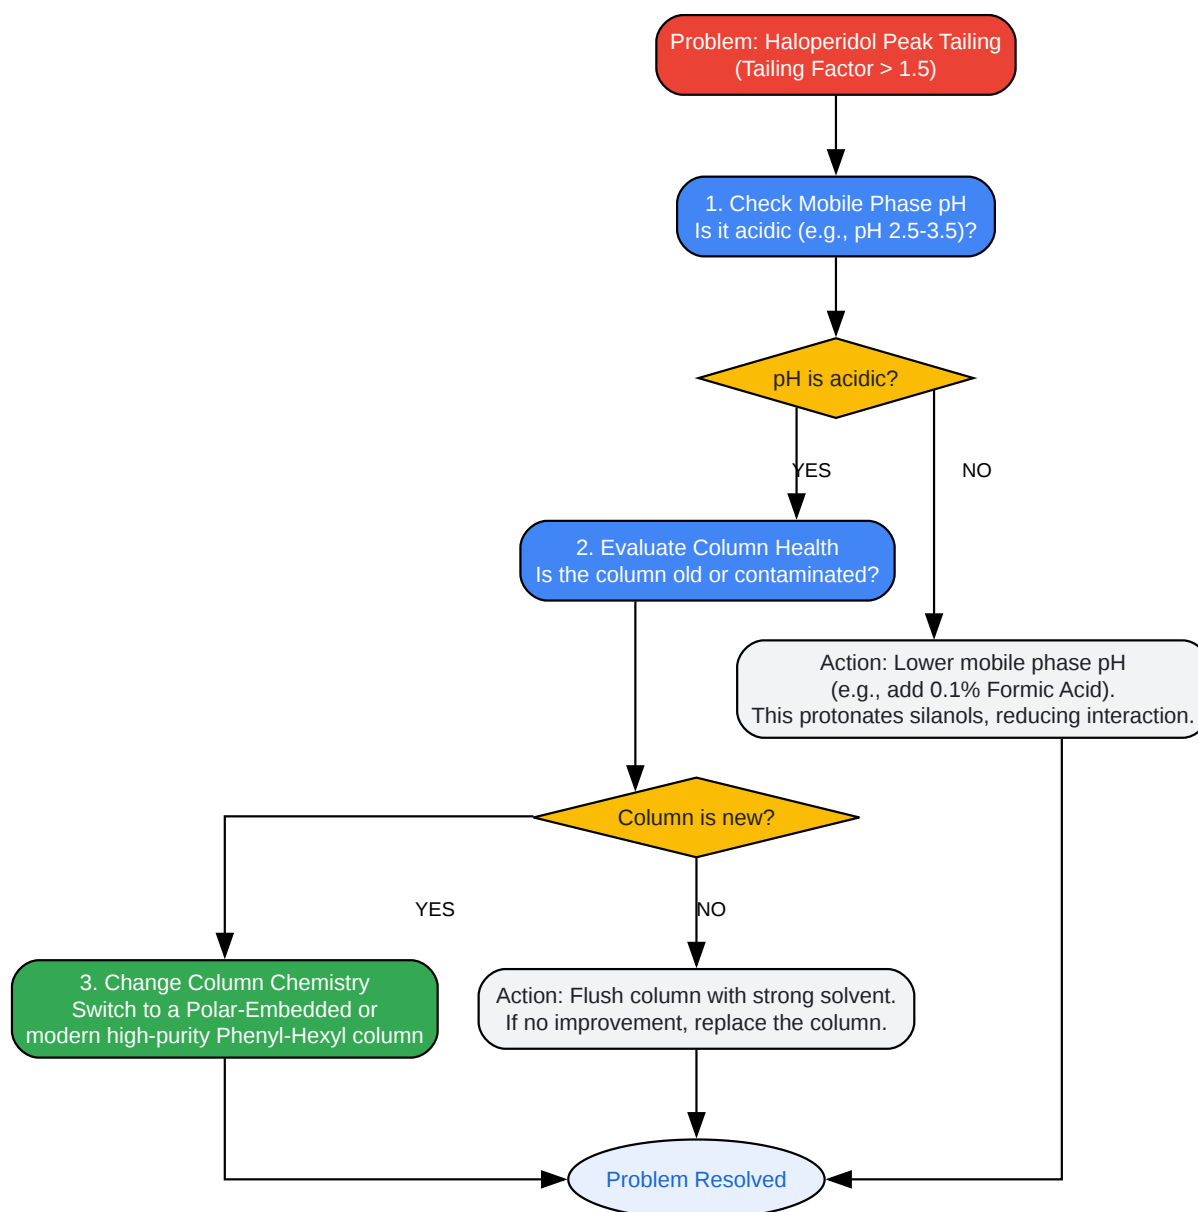 Problem: Haloperidol Peak Tailing
(Tailing Factor > 1.5)
1. Check Mobile Phase pH
Is it acidic (e.g., pH 2.5-3.5)?
pH is acidic?
YES
NO
2. Evaluate Column Health
Is the column old or contaminated?
Action: Lower mobile phase pH
(e.g., add 0.1% Formic Acid).
This protonates silanols, reducing interaction.
Column is new?
YES
NO
3. Change Column Chemistry
Switch to a Polar-Embedded or
modern high-purity Phenyl-Hexyl column
Action: Flush column with strong solvent.
If no improvement, replace the column.
Problem Resolved